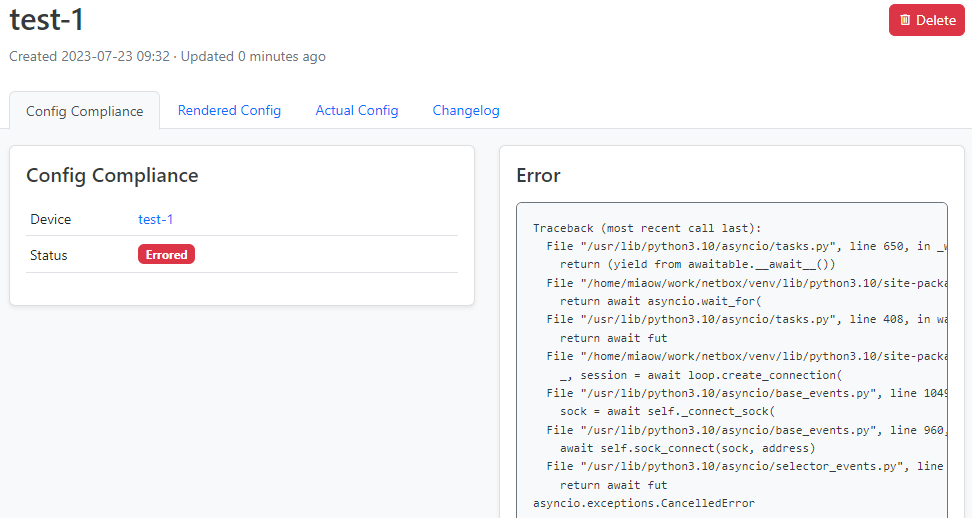 test-1
Delete
Created 2023-07-23 09:32 · Updated 0 minutes ago
Config Compliance
Rendered Config
Actual Config
Changelog
Config Compliance
Device
test-1
Status
Errored
Error
Traceback (most recent call last):
  File "/usr/lib/python3.10/asyncio/tasks.py", line 650, in
    return (yield from awaitable.__await__())
  File "/home/miaow/work/netbox/venv/lib/python3.10/site-packa
    return await asyncio.wait_for(
  File "/usr/lib/python3.10/asyncio/tasks.py", line 408, in wa
    return await fut
  File "/home/miaow/work/netbox/venv/lib/python3.10/site-packa
    _, session = await loop.create_connection(
  File "/usr/lib/python3.10/asyncio/base_events.py", line 1049
    sock = await self._connect_sock(
  File "/usr/lib/python3.10/asyncio/base_events.py", line 960,
    await self.sock_connect(sock, address)
  File "/usr/lib/python3.10/asyncio/selector_events.py", line
    return await fut
asyncio.exceptions.CancelledError